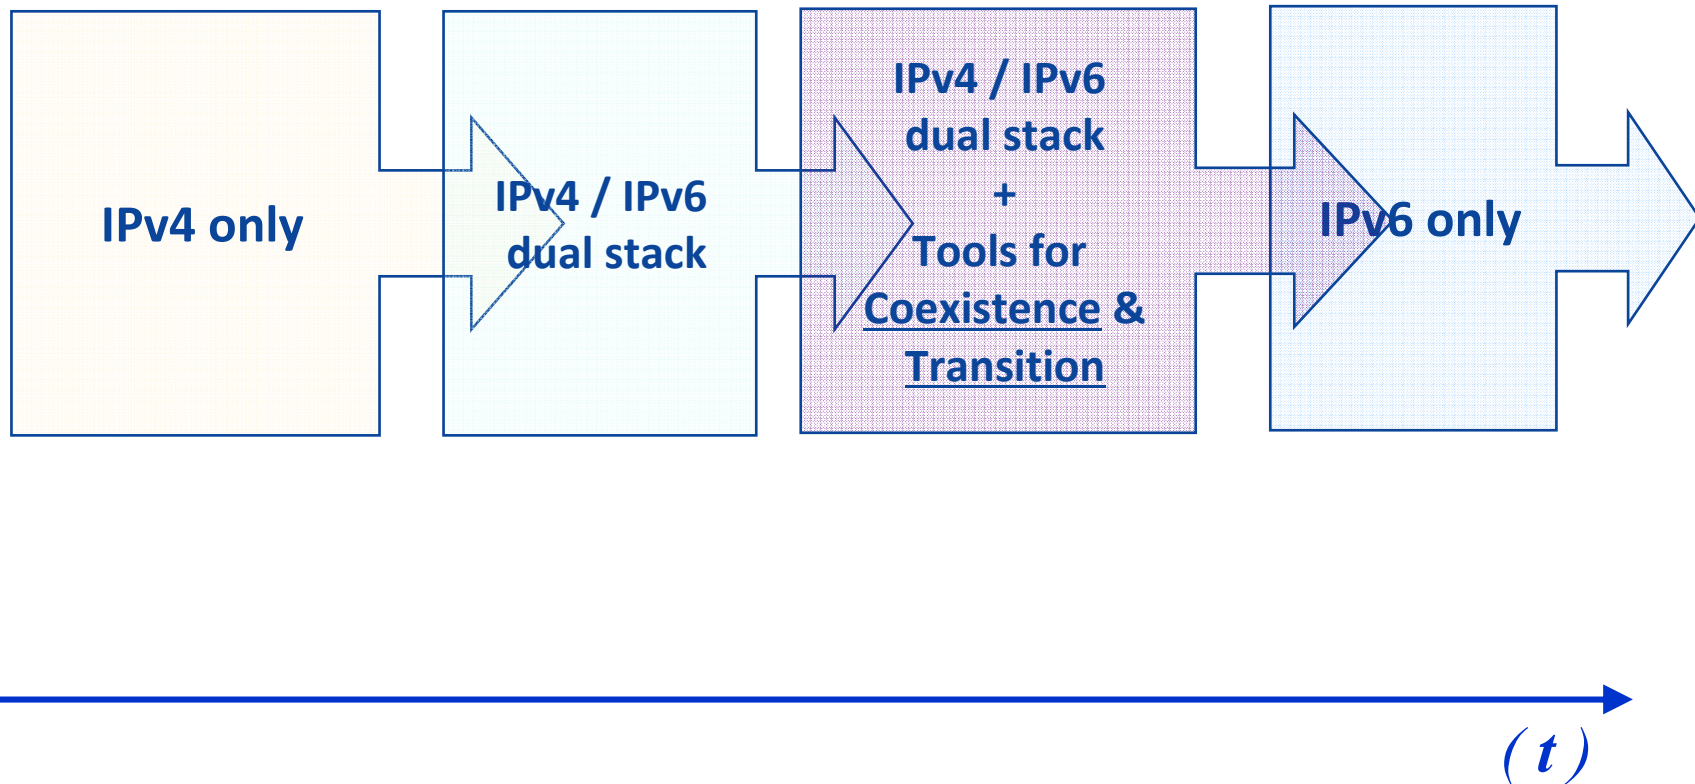 IPv4 only
IPv4 / IPv6
dual stack
IPv4 / IPv6
dual stack
+
Tools for
Coexistence &
Transition
IPv6 only
( t )